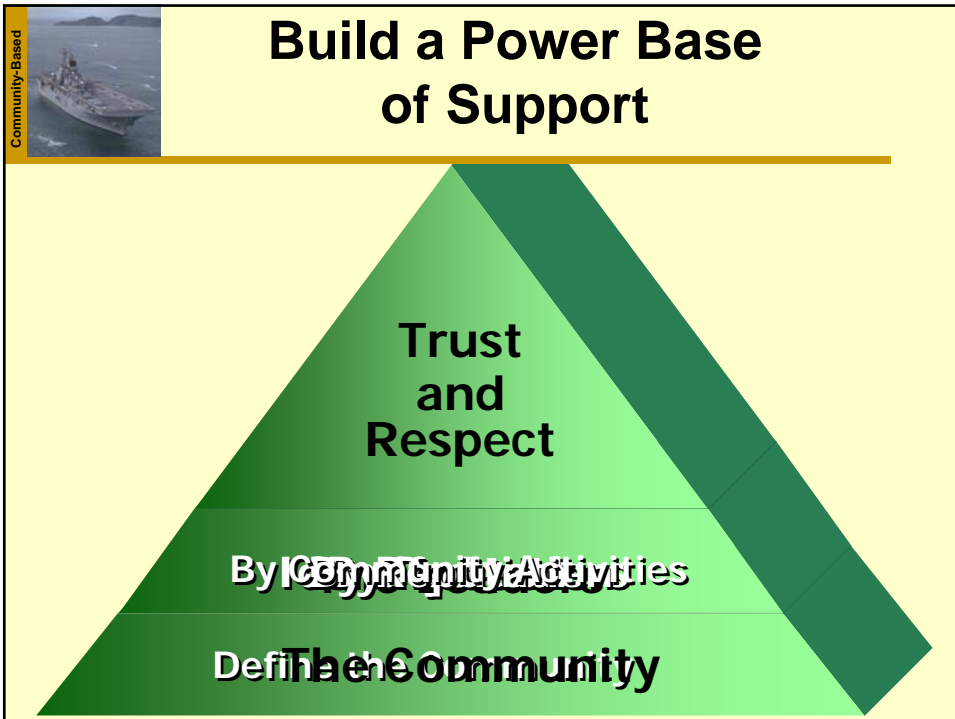 Community-Based
Build a Power Base
of Support
Trust
and
Respect
By Community Activities
Define the Community
The Community